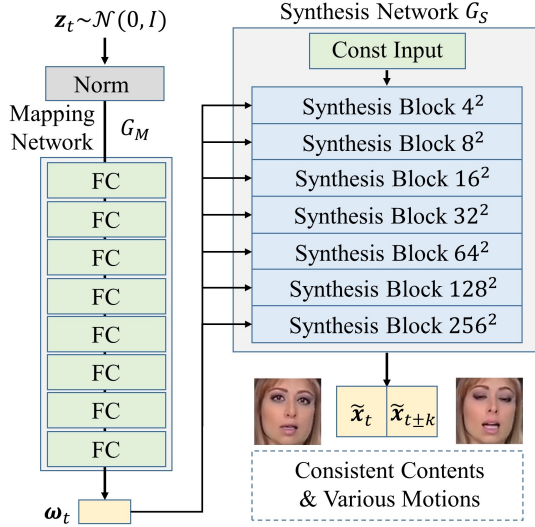 z_t~𝒩(0, I)
Norm
Mapping
Network
G_M
FC
FC
FC
FC
FC
FC
FC
FC
ω_t
Synthesis Network G_S
Const Input
Synthesis Block 4²
Synthesis Block 8²
Synthesis Block 16²
Synthesis Block 32²
Synthesis Block 64²
Synthesis Block 128²
Synthesis Block 256²
x̃_t x̃_{t±k}
Consistent Contents
& Various Motions